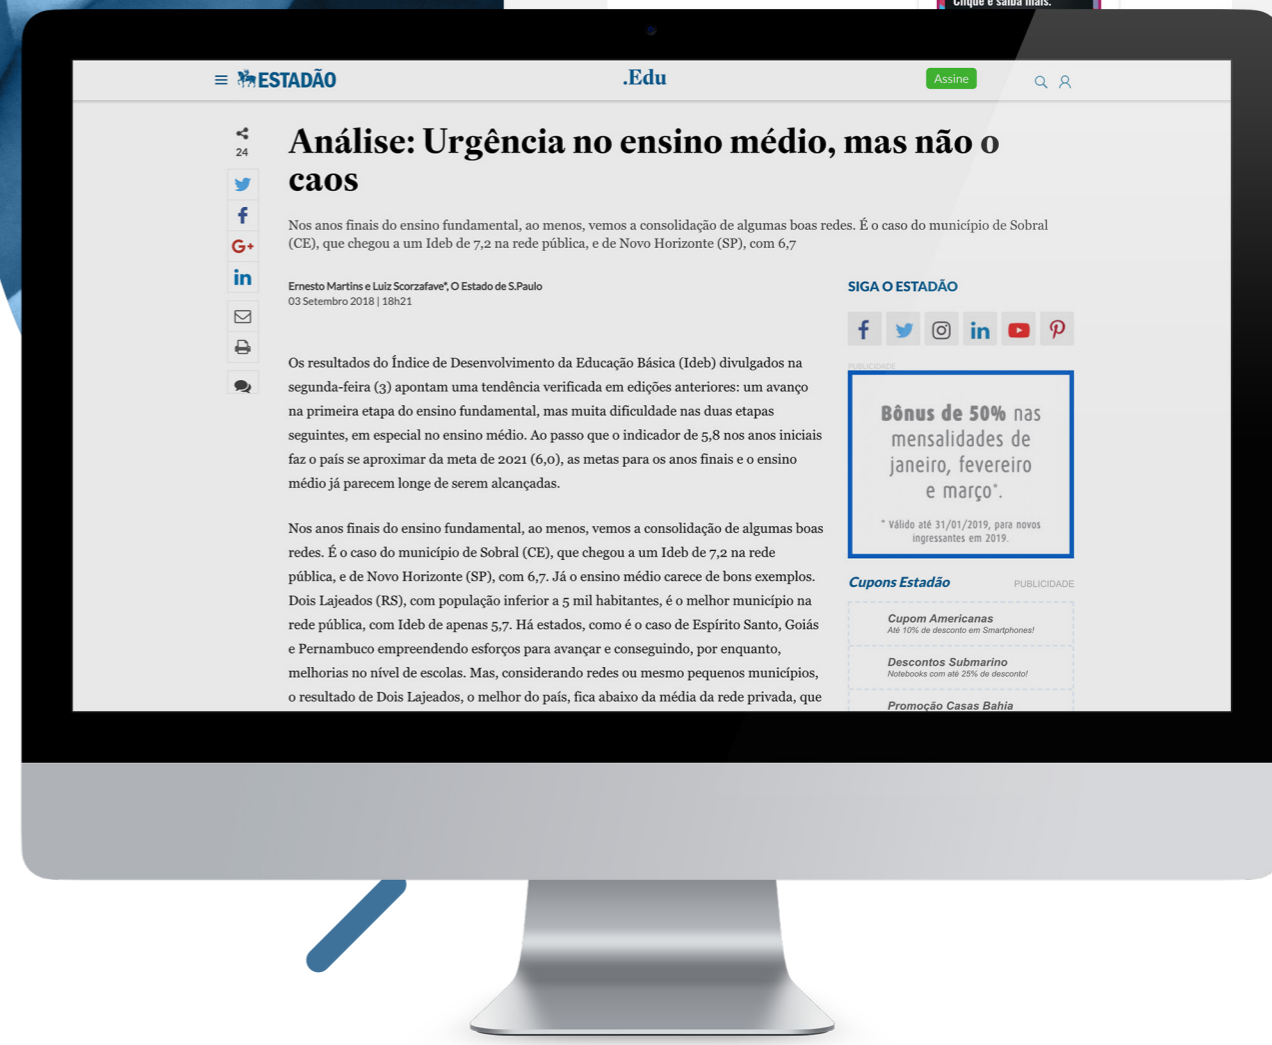 Clique e saiba mais.
ESTADÃO
.Edu
Assine
24
Análise: Urgência no ensino médio, mas não o
caos
Nos anos finais do ensino fundamental, ao menos, vemos a consolidação de algumas boas redes. É o caso do município de Sobral
(CE), que chegou a um Ideb de 7,2 na rede pública, e de Novo Horizonte (SP), com 6,7
Ernesto Martins e Luiz Scorzafave*, O Estado de S.Paulo
03 Setembro 2018 | 18h21
Os resultados do Índice de Desenvolvimento da Educação Básica (Ideb) divulgados na
segunda-feira (3) apontam uma tendência verificada em edições anteriores: um avanço
na primeira etapa do ensino fundamental, mas muita dificuldade nas duas etapas
seguintes, em especial no ensino médio. Ao passo que o indicador de 5,8 nos anos iniciais
faz o país se aproximar da meta de 2021 (6,0), as metas para os anos finais e o ensino
médio já parecem longe de serem alcançadas.
Nos anos finais do ensino fundamental, ao menos, vemos a consolidação de algumas boas
redes. É o caso do município de Sobral (CE), que chegou a um Ideb de 7,2 na rede
pública, e de Novo Horizonte (SP), com 6,7. Já o ensino médio carece de bons exemplos.
Dois Lajeados (RS), com população inferior a 5 mil habitantes, é o melhor município na
rede pública, com Ideb de apenas 5,7. Há estados, como é o caso de Espírito Santo, Goiás
e Pernambuco empreendendo esforços para avançar e conseguindo, por enquanto,
melhorias no nível de escolas. Mas, considerando redes ou mesmo pequenos municípios,
o resultado de Dois Lajeados, o melhor do país, fica abaixo da média da rede privada, que
SIGA O ESTADÃO
PUBLICIDADE
Bônus de 50% nas
mensalidades de
janeiro, fevereiro
e março*.
* Válido até 31/01/2019, para novos
ingressantes em 2019.
Cupons Estadão
PUBLICIDADE
Cupom Americanas
Até 10% de desconto em Smartphones!
Descontos Submarino
Notebooks com até 25% de desconto!
Promoção Casas Bahia